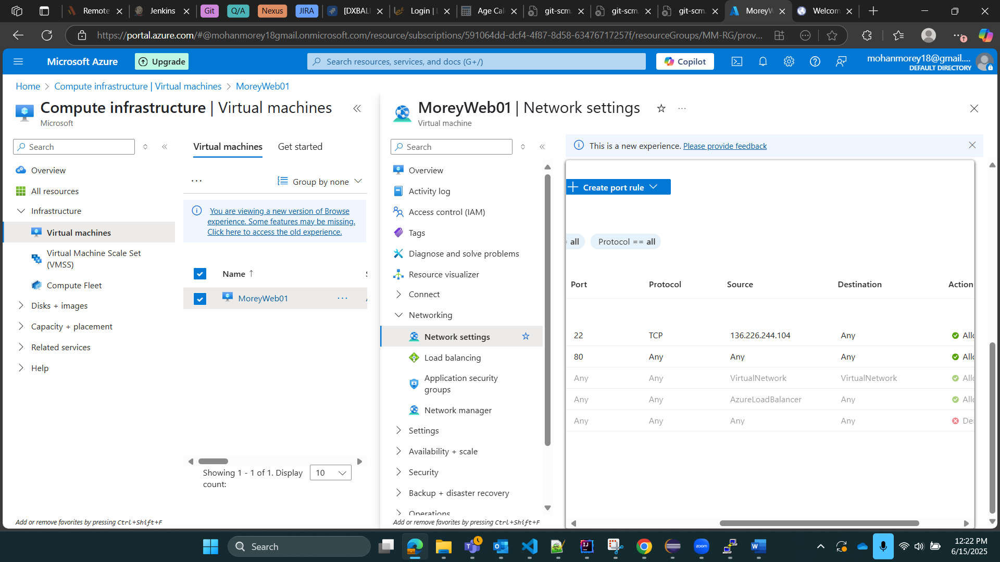 Remote
Jenkins
Git
Q/A
Nexus
JIRA
[DXBALI
Login | L
Age Cal
git-scm.
git-scm.
git-scm.
MoreyW
Welcom
https://portal.azure.com/#@mohanmorey18gmail.onmicrosoft.com/resource/subscriptions/591064dd-dcf4-4f87-8d58-63476717257f/resourceGroups/MM-RG/prov...
Microsoft Azure
Upgrade
Search resources, services, and docs (G+/)
Copilot
mohanmorey18@gmail....
DEFAULT DIRECTORY
Home > Compute infrastructure | Virtual machines > MoreyWeb01
Compute infrastructure | Virtual machines
Microsoft
Search
Overview
All resources
Infrastructure
Virtual machines
Virtual Machine Scale Set
(VMSS)
Compute Fleet
Disks + images
Capacity + placement
Related services
Help
Add or remove favorites by pressing Ctrl+Shift+F
Virtual machines
Get started
...
Group by none
You are viewing a new version of Browse
experience. Some features may be missing.
Click here to access the old experience.
Name ↑
MoreyWeb01
...
Showing 1 - 1 of 1. Display
count:
10
MoreyWeb01 | Network settings
...
Virtual machine
Search
Overview
Activity log
Access control (IAM)
Tags
Diagnose and solve problems
Resource visualizer
Connect
Networking
Network settings
Load balancing
Application security
groups
Network manager
Settings
Availability + scale
Security
Backup + disaster recovery
Operations
Add or remove favorites by pressing Ctrl+Shift+F
This is a new experience. Please provide feedback
Create port rule
= all
Protocol == all
Port Protocol Source Destination Action
22 TCP 136.226.244.104 Any Allo
80 Any Any Any Allo
Any Any VirtualNetwork VirtualNetwork Allo
Any Any AzureLoadBalancer Any Allo
Any Any Any Any Den
Search
zoom
12:22 PM
6/15/2025